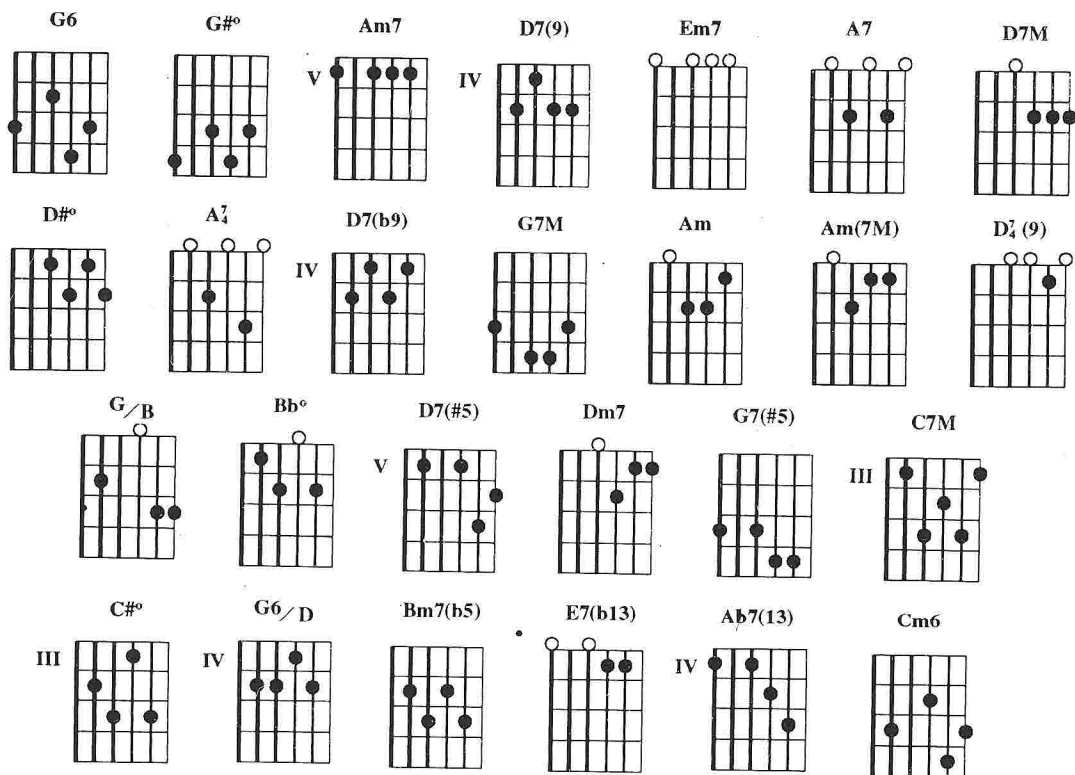 G6 G#º Am7 D7(9) Em7 A7 D7M
V IV
D#º A7/4 D7(b9) G7M Am Am(7M) D7/4 (9)
IV
G/B Bbº D7(#5) Dm7 G7(#5) C7M
V III
C#º G6/D Bm7(b5) E7(b13) Ab7(13) Cm6
III IV IV